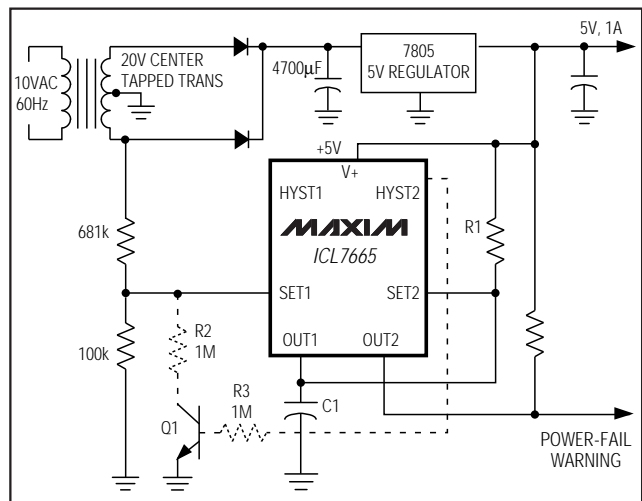 5V, 1A
20V CENTER
TAPPED TRANS
10VAC
60Hz
4700µF
7805
5V REGULATOR
+5V
V+
HYST1
HYST2
MAXIM
ICL7665
R1
681k
SET1
SET2
R2
1M
OUT1
OUT2
100k
R3
1M
C1
Q1
POWER-FAIL
WARNING